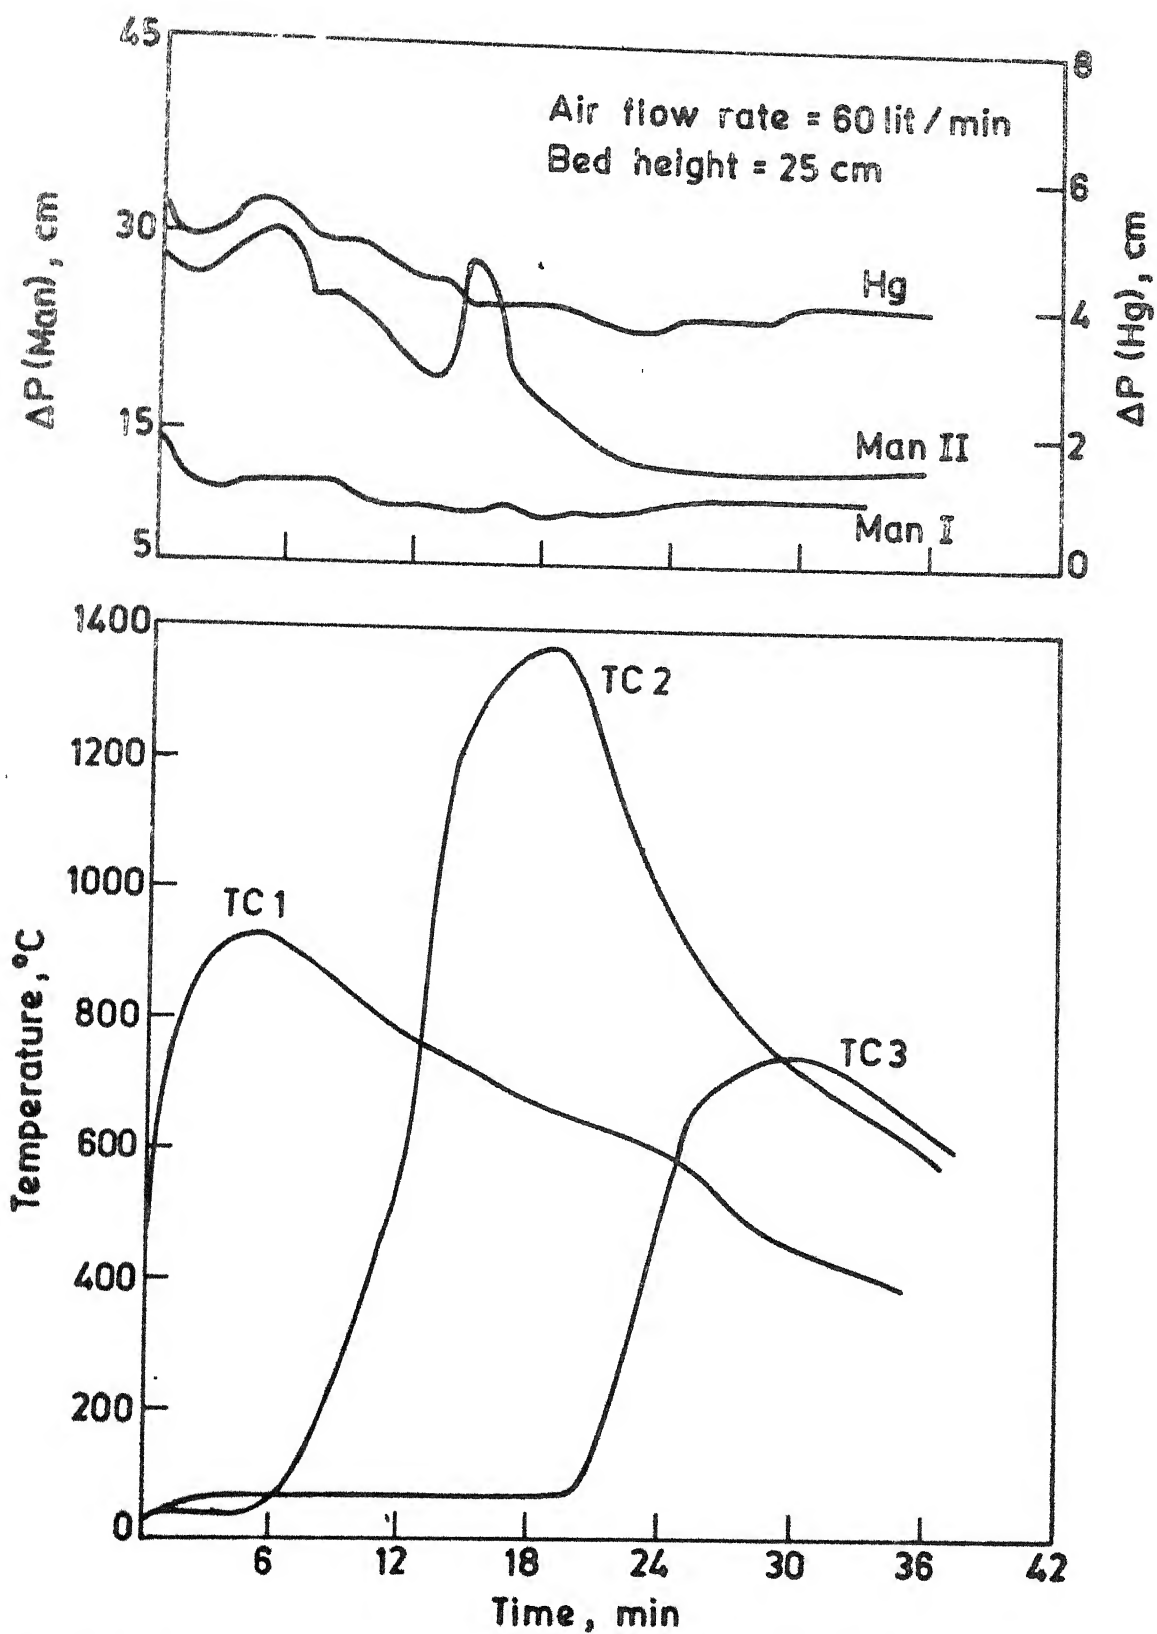 45
30
15
5
ΔP(Man), cm
8
6
4
2
0
ΔP(Hg), cm
Air flow rate = 60 lit/min
Bed height = 25 cm
Hg
Man II
Man I
1400
1200
1000
800
600
400
200
0
Temperature, °C
TC 2
TC 1
TC 3
6 12 18 24 30 36 42
Time, min